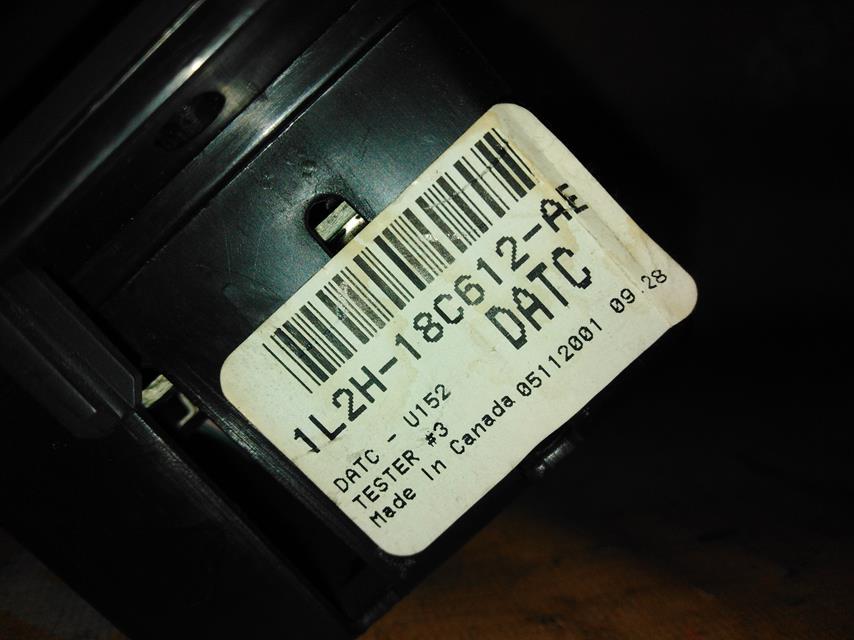 1L2H-18C612-AE
DATC
DATC - U152
TESTER #3
Made In Canada 05112001 09:28